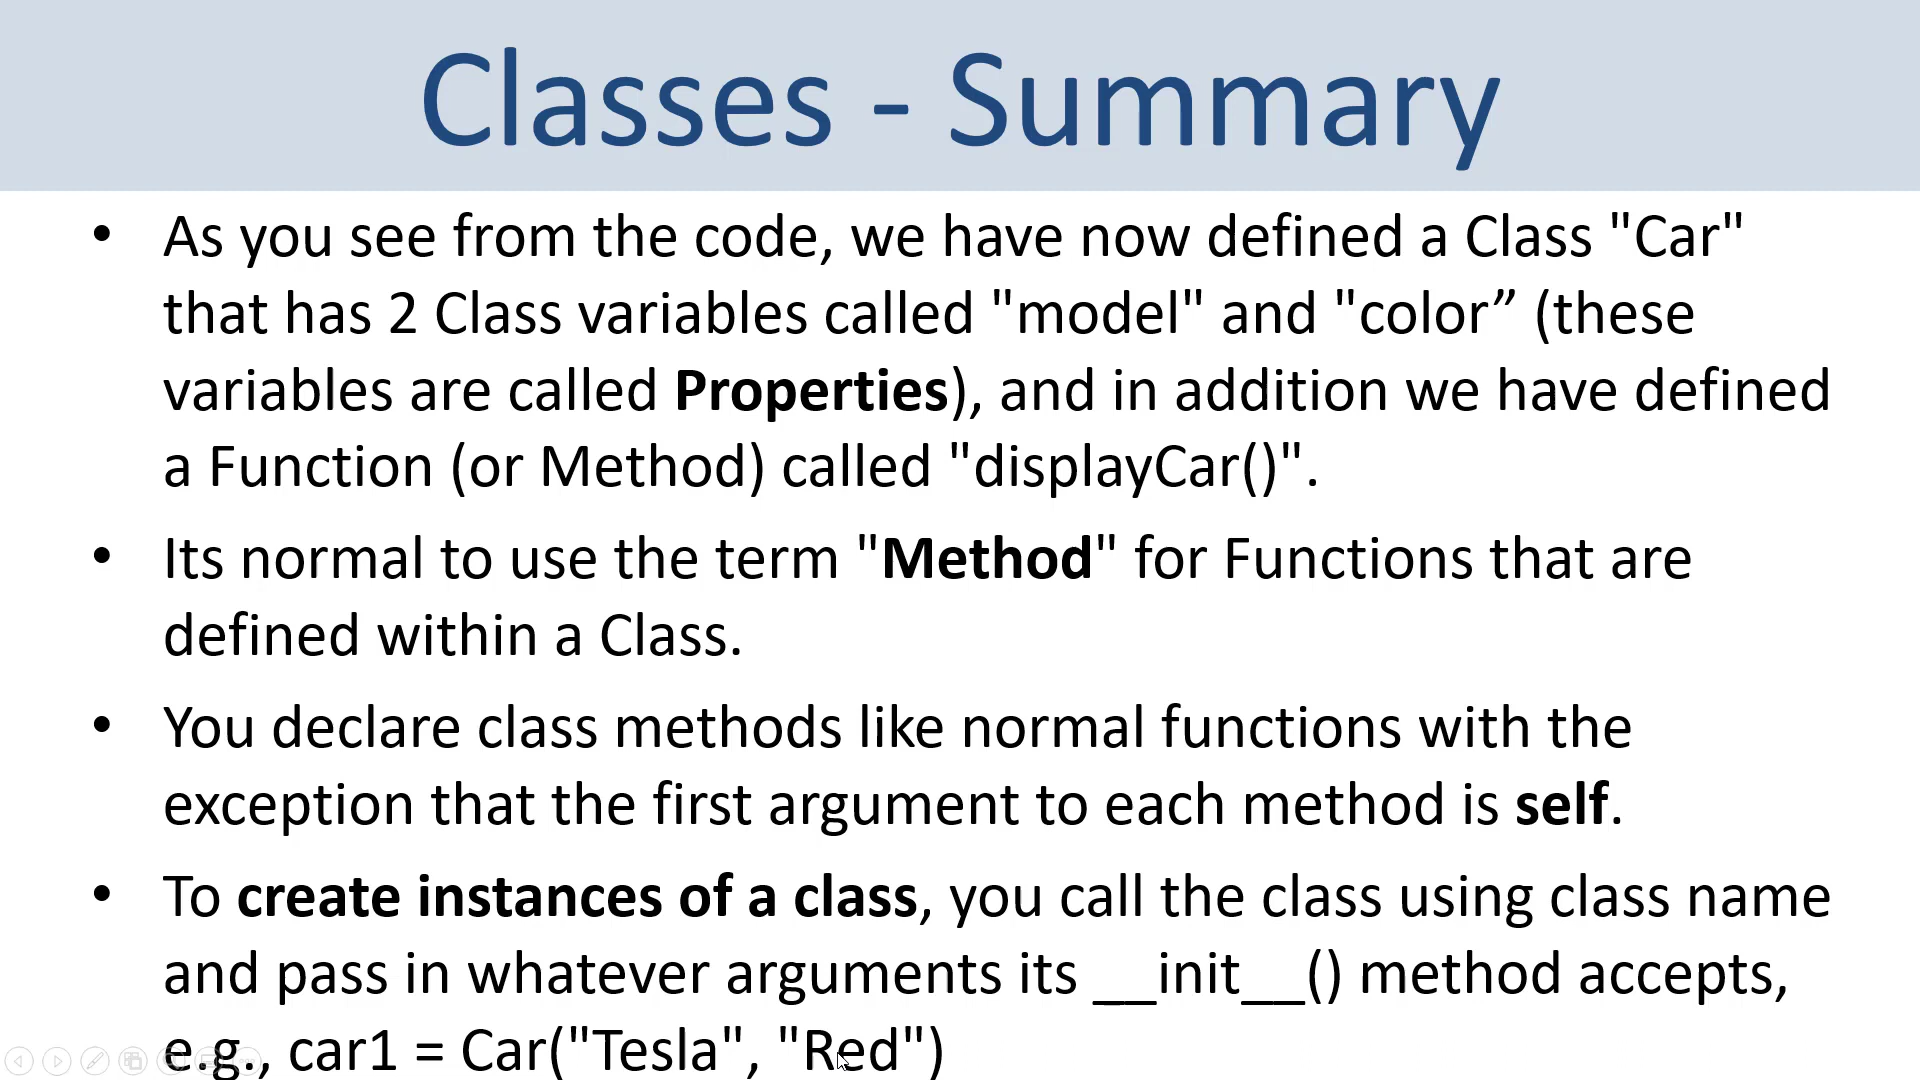 Classes - Summary
• As you see from the code, we have now defined a Class "Car"
that has 2 Class variables called "model" and "color” (these
variables are called Properties), and in addition we have defined
a Function (or Method) called "displayCar()".
• Its normal to use the term "Method" for Functions that are
defined within a Class.
• You declare class methods like normal functions with the
exception that the first argument to each method is self.
• To create instances of a class, you call the class using class name
and pass in whatever arguments its __init__() method accepts,
e.g., car1 = Car("Tesla", "Red")